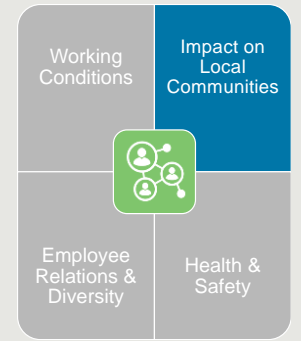 Working
Conditions
Impact on
Local
Communities
Employee
Relations &
Diversity
Health &
Safety